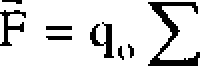 F̄ = q₀ ∑